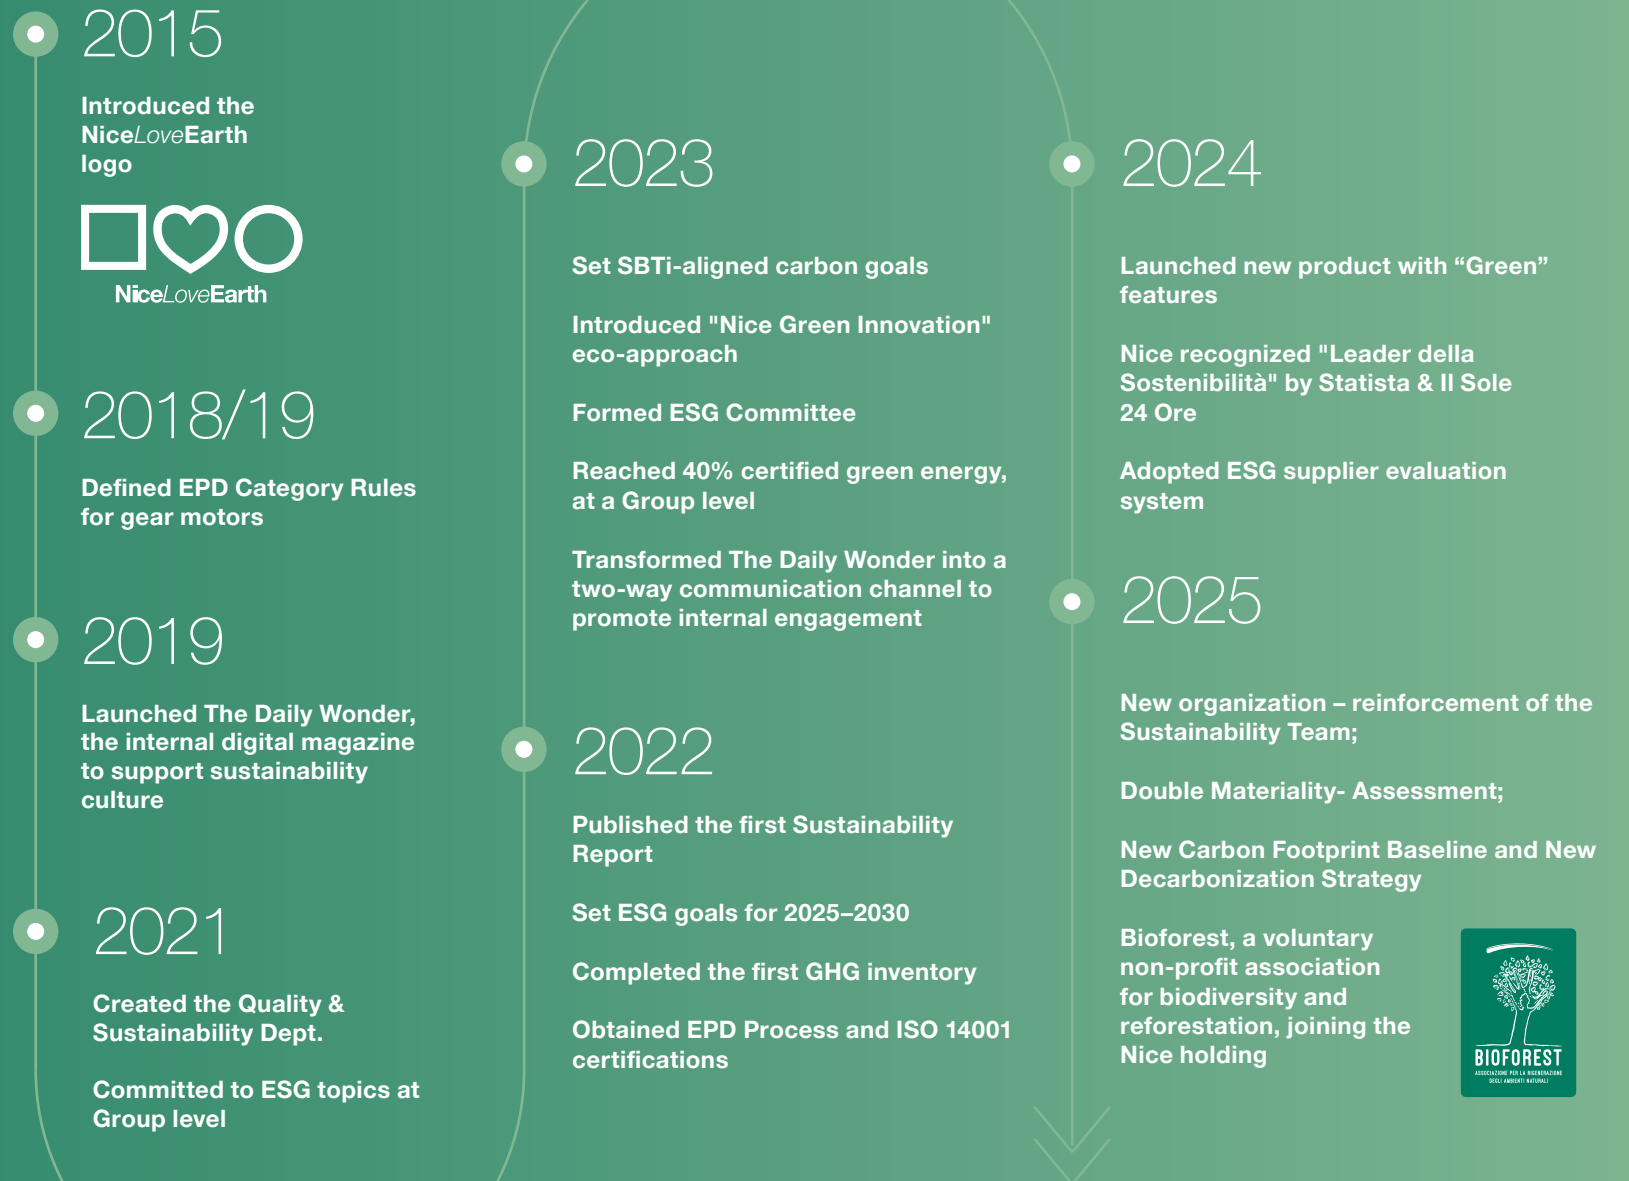 2015
Introduced the
NiceLoveEarth
logo
NiceLoveEarth
2018/19
Defined EPD Category Rules
for gear motors
2019
Launched The Daily Wonder,
the internal digital magazine
to support sustainability
culture
2021
Created the Quality &
Sustainability Dept.
Committed to ESG topics at
Group level
2022
Published the first Sustainability
Report
Set ESG goals for 2025–2030
Completed the first GHG inventory
Obtained EPD Process and ISO 14001
certifications
2023
Set SBTi-aligned carbon goals
Introduced "Nice Green Innovation"
eco-approach
Formed ESG Committee
Reached 40% certified green energy,
at a Group level
Transformed The Daily Wonder into a
two-way communication channel to
promote internal engagement
2024
Launched new product with “Green”
features
Nice recognized "Leader della
Sostenibilità" by Statista & Il Sole
24 Ore
Adopted ESG supplier evaluation
system
2025
New organization – reinforcement of the
Sustainability Team;
Double Materiality- Assessment;
New Carbon Footprint Baseline and New
Decarbonization Strategy
Bioforest, a voluntary
non-profit association
for biodiversity and
reforestation, joining the
Nice holding
BIOFOREST
ASSOCIAZIONE PER LA RIGENERAZIONE
DEGLI AMBIENTI NATURALI